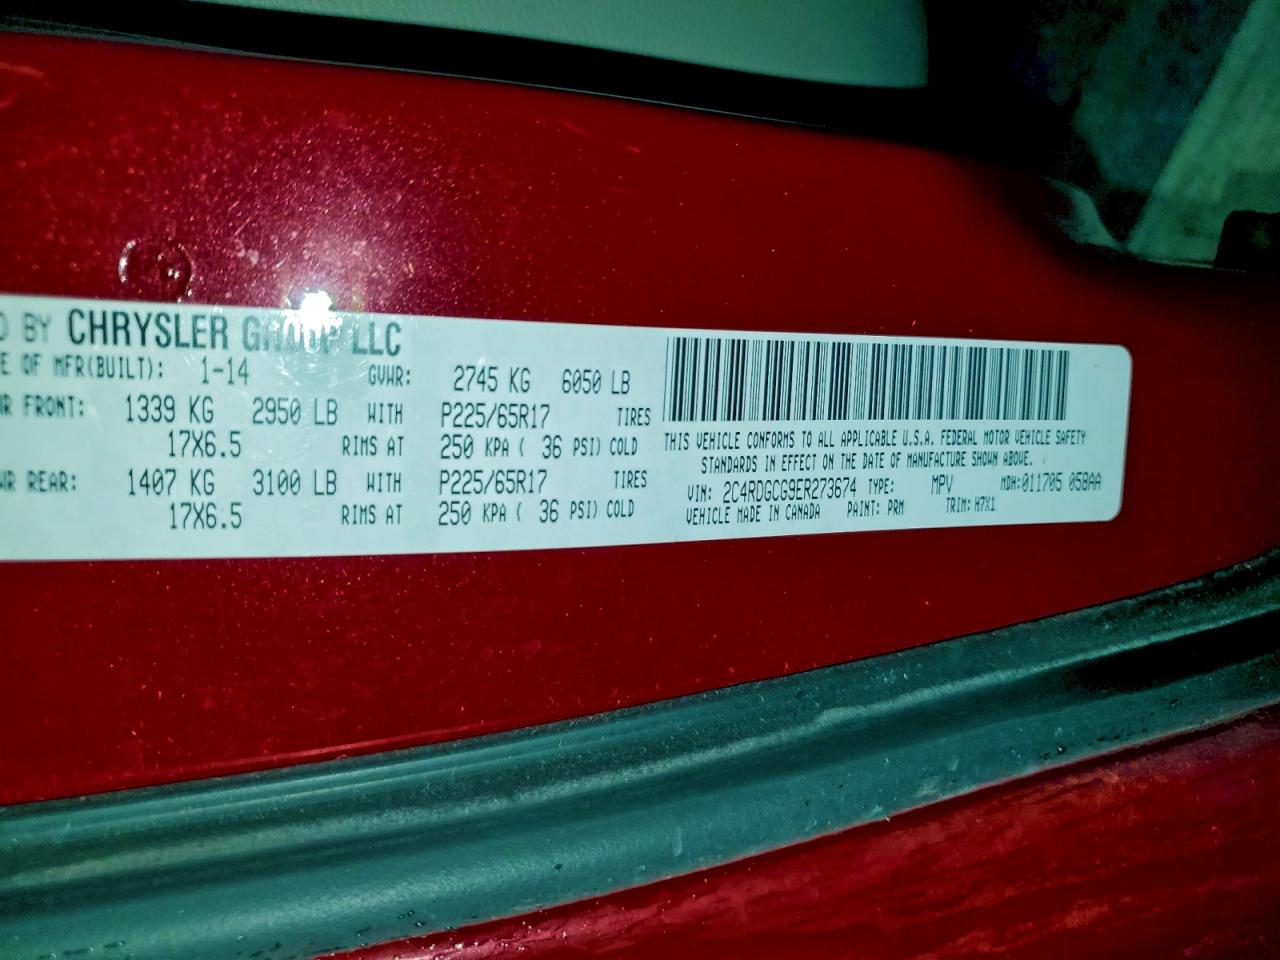 D BY CHRYSLER GROUP LLC
E OF MFR(BUILT): 1-14 GVWR: 2745 KG 6050 LB
WR FRONT: 1339 KG 2950 LB WITH P225/65R17 TIRES
17X6.5 RIMS AT 250 KPA ( 36 PSI) COLD
WR REAR: 1407 KG 3100 LB WITH P225/65R17 TIRES
17X6.5 RIMS AT 250 KPA ( 36 PSI) COLD
THIS VEHICLE CONFORMS TO ALL APPLICABLE U.S.A. FEDERAL MOTOR VEHICLE SAFETY
STANDARDS IN EFFECT ON THE DATE OF MANUFACTURE SHOWN ABOVE.
VIN: 2C4RDGCG9ER273674 TYPE: MPV MDH:011705 058AA
VEHICLE MADE IN CANADA PAINT: PRM TRIM: H7X1